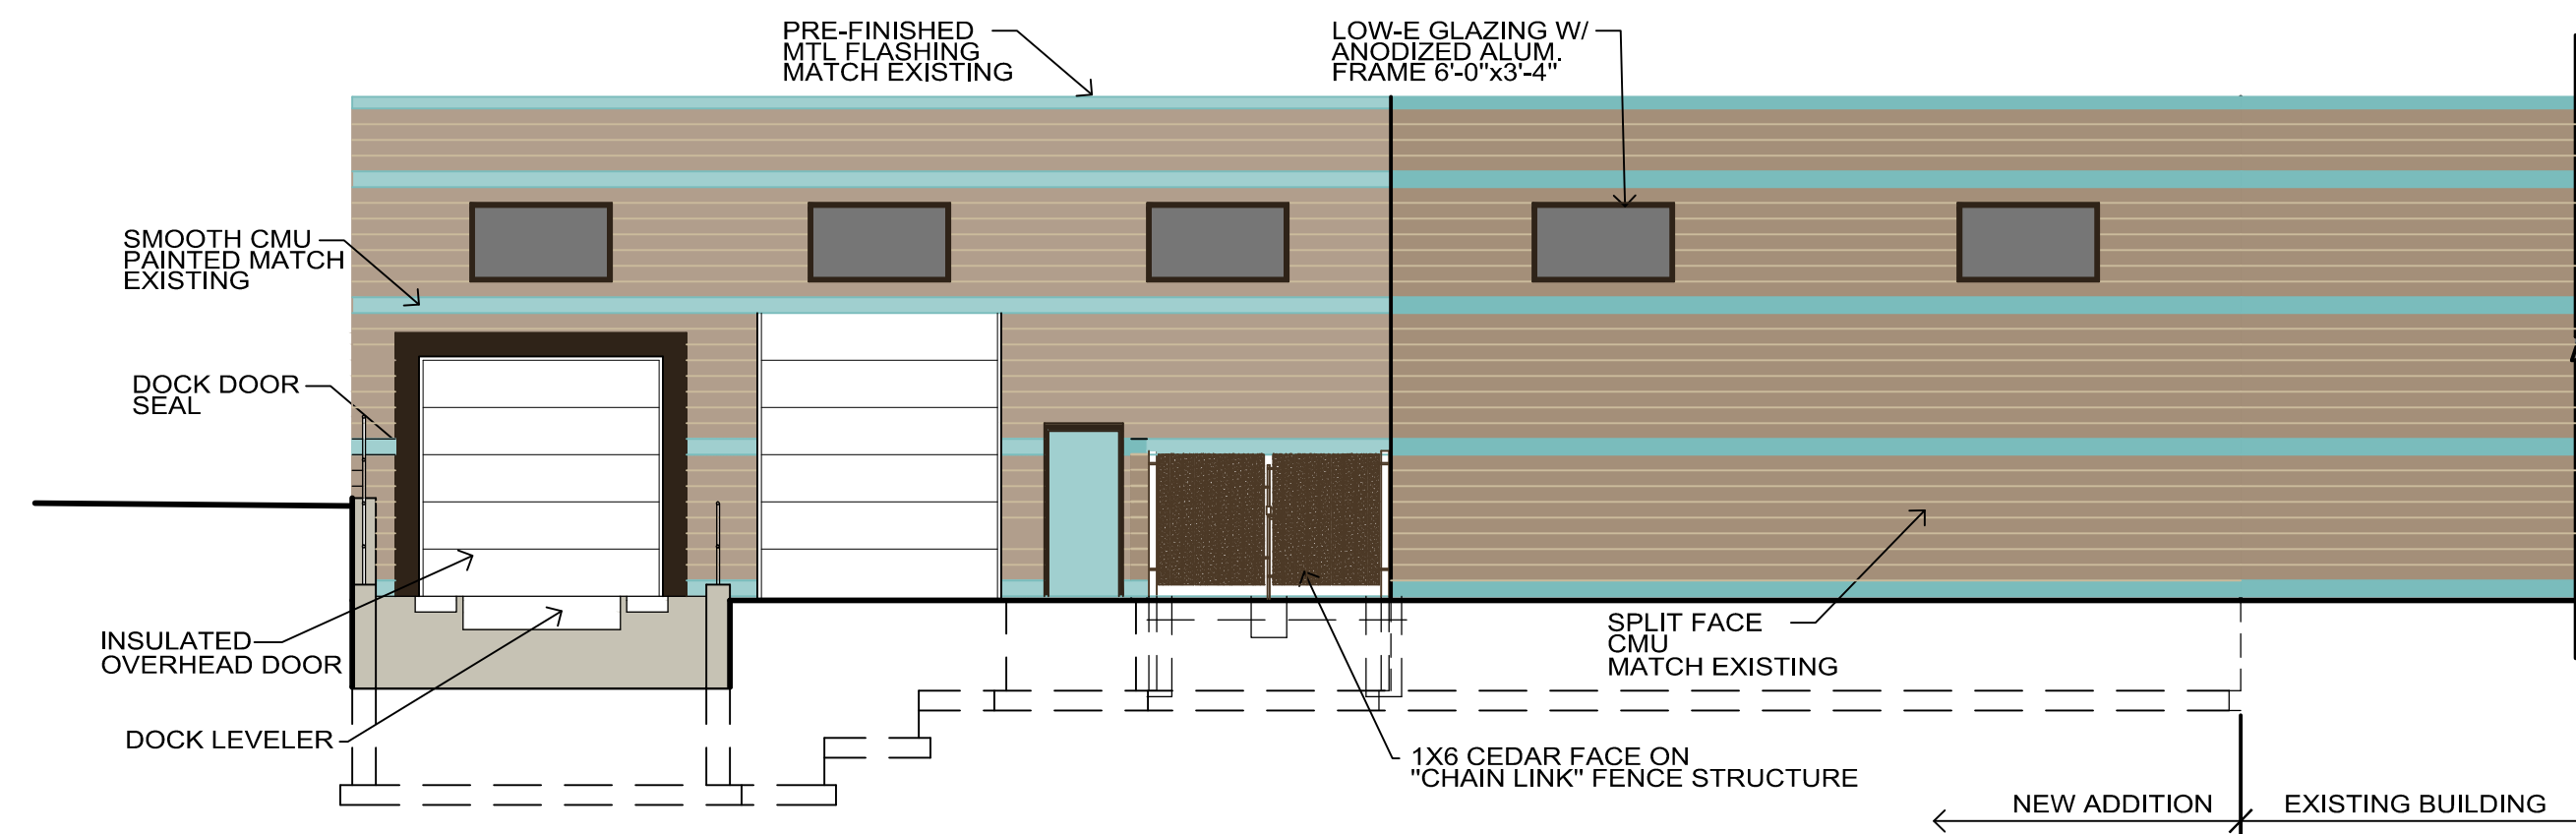 PRE-FINISHED
MTL FLASHING
MATCH EXISTING
LOW-E GLAZING W/
ANODIZED ALUM.
FRAME 6'-0"x3'-4"
SMOOTH CMU
PAINTED MATCH
EXISTING
DOCK DOOR
SEAL
INSULATED
OVERHEAD DOOR
DOCK LEVELER
SPLIT FACE
CMU
MATCH EXISTING
1X6 CEDAR FACE ON
"CHAIN LINK" FENCE STRUCTURE
NEW ADDITION
EXISTING BUILDING